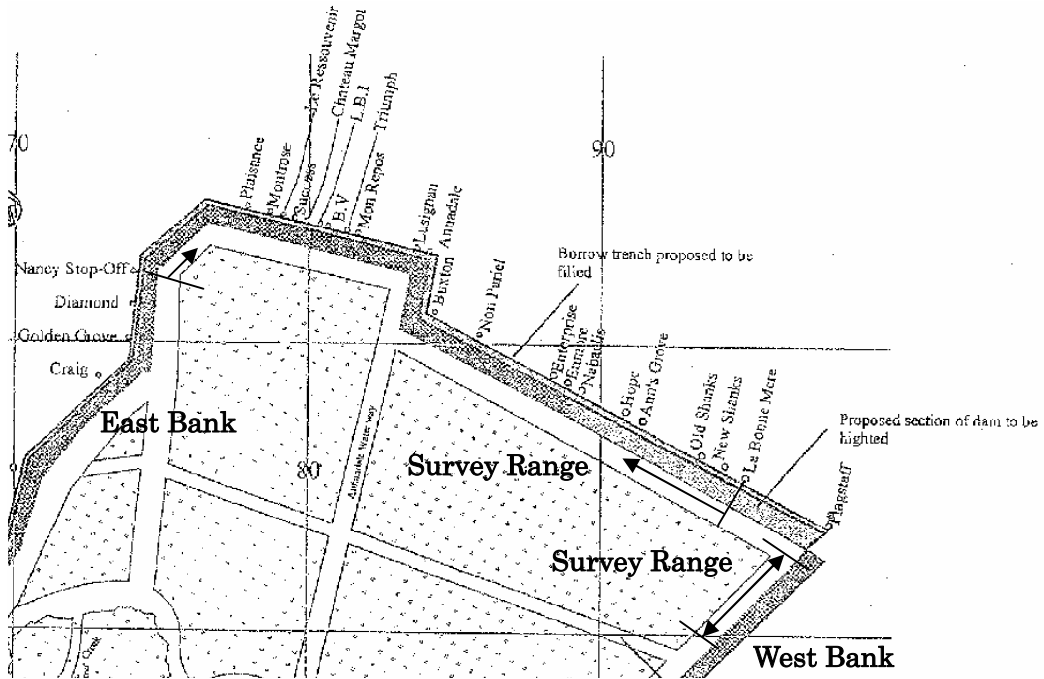 Le Ressouvenir
Chateau Margot
L.B.I
Triumph
70
90
Plaisance
Montrose
Success
B.V
Mon Repos
Lusignan
Annadale
Buxton
Non Pariel
Nancy Stop-Off
Borrow trench proposed to be
filled
Diamond
Golden Grove
Craig
Enterprise
Enmore
Nabaclis
Hope
Ann's Grove
Old Shanks
New Shanks
La Bonne Mere
Proposed section of dam to be
highted
East Bank
80
Survey Range
Flagstaff
Survey Range
West Bank
Creek